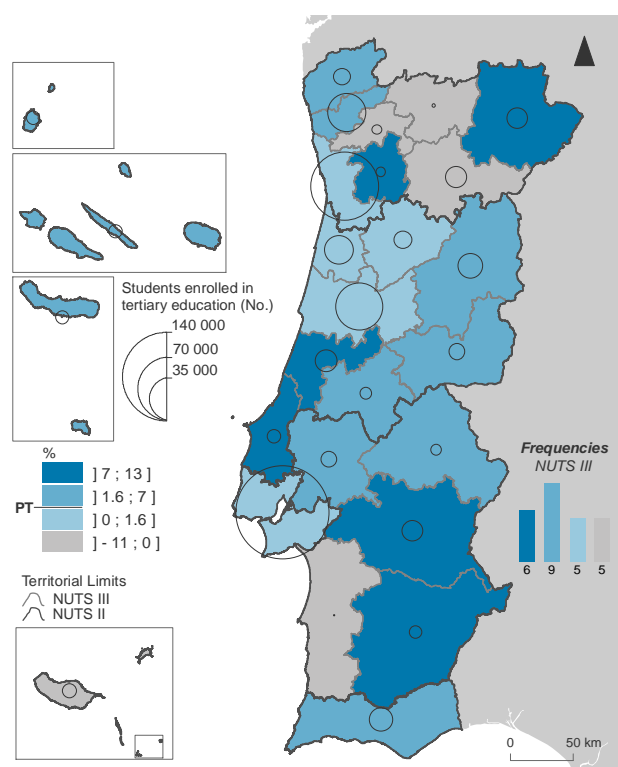 Students enrolled in
tertiary education (No.)
140 000
70 000
35 000
%
] 7 ; 13 ]
] 1.6 ; 7 ]
PT
] 0 ; 1.6 ]
] - 11 ; 0 ]
Frequencies
NUTS III
6 9 5 5
Territorial Limits
NUTS III
NUTS II
0 50 km